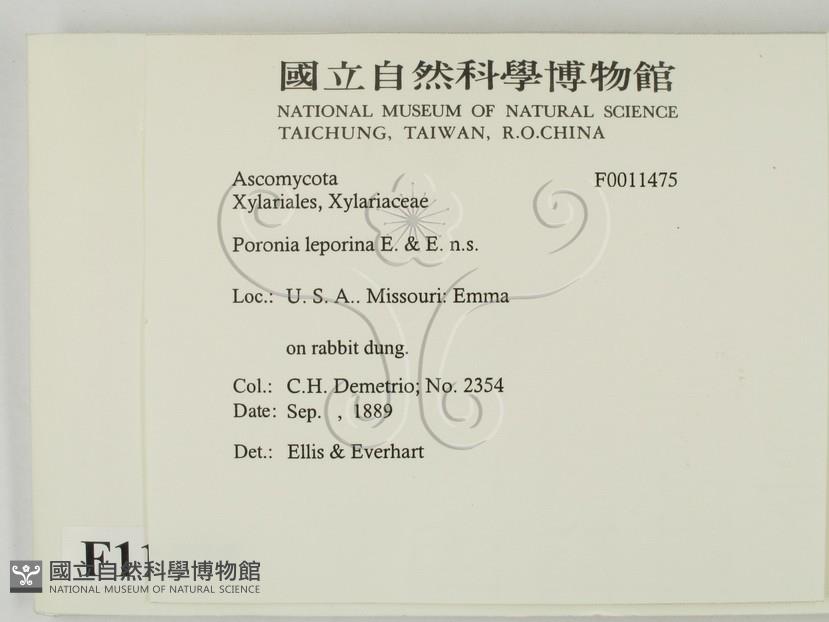 國立自然科學博物館
NATIONAL MUSEUM OF NATURAL SCIENCE
TAICHUNG, TAIWAN, R.O.CHINA
Ascomycota F0011475
Xylariales, Xylariaceae
Poronia leporina E. & E. n.s.
Loc.: U. S. A.. Missouri: Emma
on rabbit dung.
Col.: C.H. Demetrio; No. 2354
Date: Sep. , 1889
Det.: Ellis & Everhart
F11
國立自然科學博物館
NATIONAL MUSEUM OF NATURAL SCIENCE